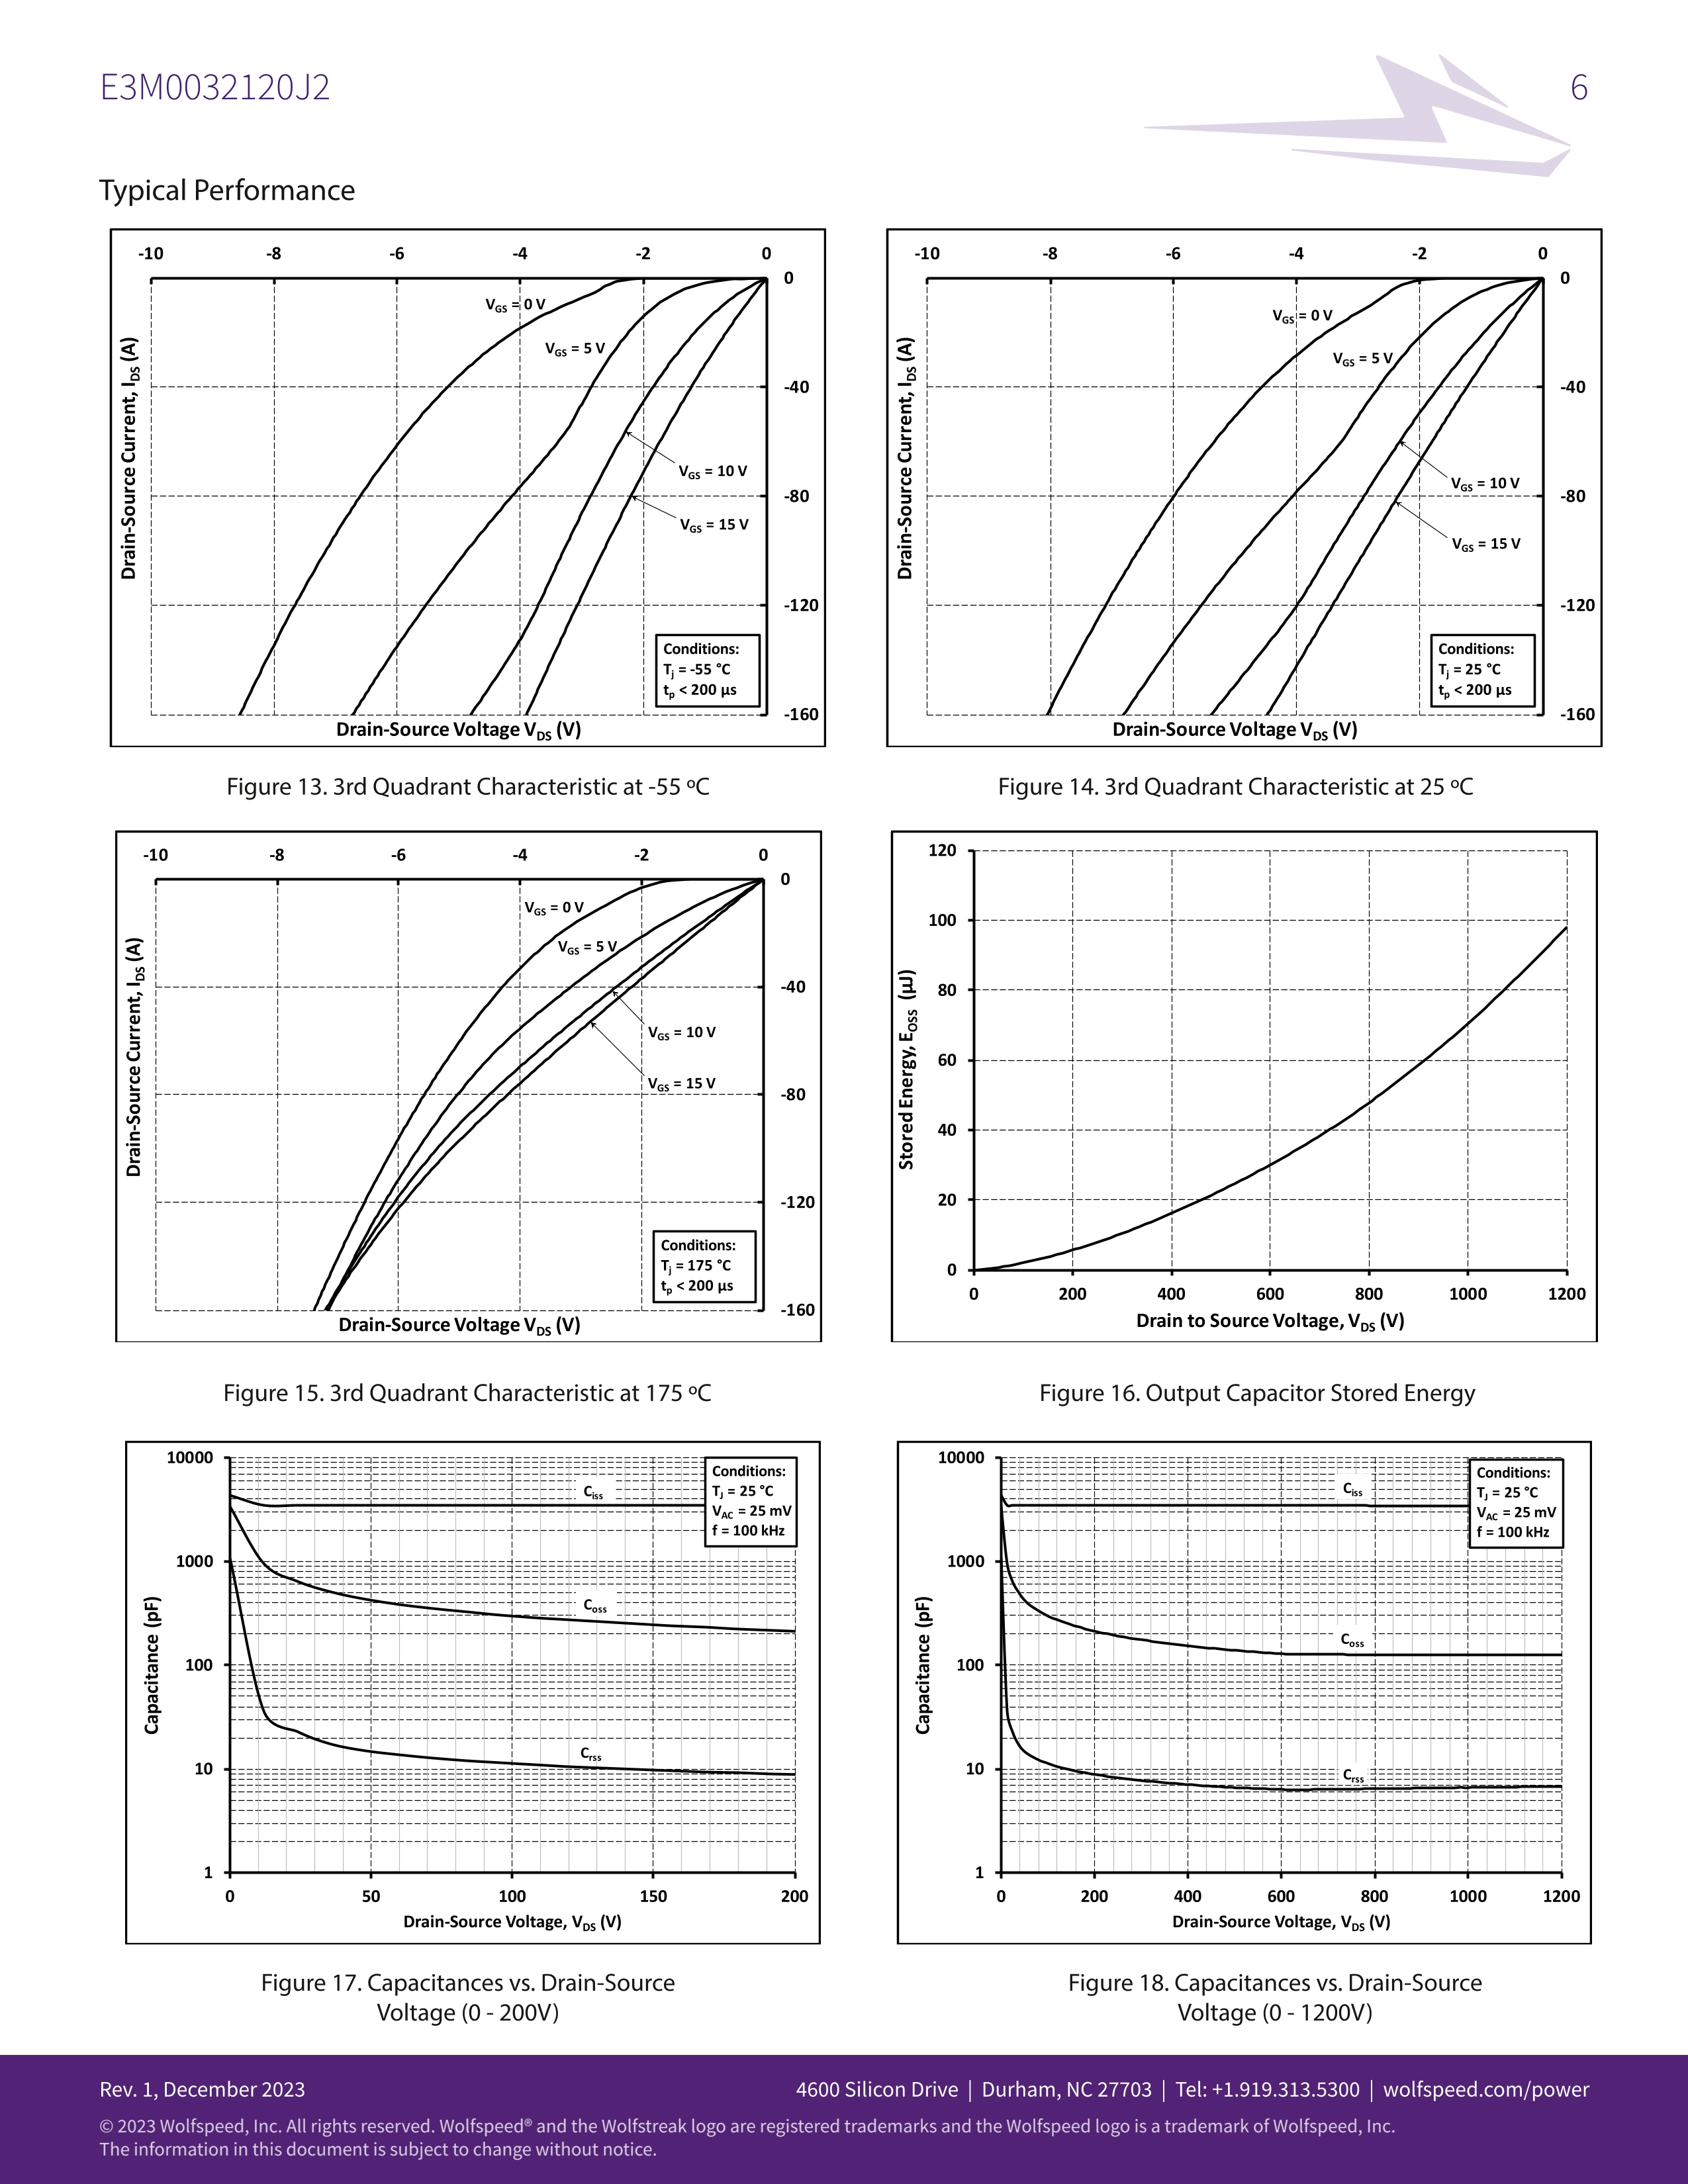 E3M0032120J2
6
Typical Performance
-10 -8 -6 -4 -2 0
0
-40
-80
-120
-160
Drain-Source Current, IDS (A)
VGS = 0 V
VGS = 5 V
VGS = 10 V
VGS = 15 V
Conditions:
Tj = -55 °C
tp < 200 µs
Drain-Source Voltage VDS (V)
Figure 13. 3rd Quadrant Characteristic at -55 ºC
-10 -8 -6 -4 -2 0
0
-40
-80
-120
-160
Drain-Source Current, IDS (A)
VGS = 0 V
VGS = 5 V
VGS = 10 V
VGS = 15 V
Conditions:
Tj = 25 °C
tp < 200 µs
Drain-Source Voltage VDS (V)
Figure 14. 3rd Quadrant Characteristic at 25 ºC
-10 -8 -6 -4 -2 0
0
-40
-80
-120
-160
Drain-Source Current, IDS (A)
VGS = 0 V
VGS = 5 V
VGS = 10 V
VGS = 15 V
Conditions:
Tj = 175 °C
tp < 200 µs
Drain-Source Voltage VDS (V)
Figure 15. 3rd Quadrant Characteristic at 175 ºC
120
100
80
60
40
20
0
Stored Energy, EOSS (µJ)
0 200 400 600 800 1000 1200
Drain to Source Voltage, VDS (V)
Figure 16. Output Capacitor Stored Energy
10000
1000
100
10
1
Capacitance (pF)
Ciss
Coss
Crss
Conditions:
TJ = 25 °C
VAC = 25 mV
f = 100 kHz
0 50 100 150 200
Drain-Source Voltage, VDS (V)
Figure 17. Capacitances vs. Drain-Source
Voltage (0 - 200V)
10000
1000
100
10
1
Capacitance (pF)
Ciss
Coss
Crss
Conditions:
TJ = 25 °C
VAC = 25 mV
f = 100 kHz
0 200 400 600 800 1000 1200
Drain-Source Voltage, VDS (V)
Figure 18. Capacitances vs. Drain-Source
Voltage (0 - 1200V)
Rev. 1, December 2023
4600 Silicon Drive | Durham, NC 27703 | Tel: +1.919.313.5300 | wolfspeed.com/power
© 2023 Wolfspeed, Inc. All rights reserved. Wolfspeed® and the Wolfstreak logo are registered trademarks and the Wolfspeed logo is a trademark of Wolfspeed, Inc.
The information in this document is subject to change without notice.